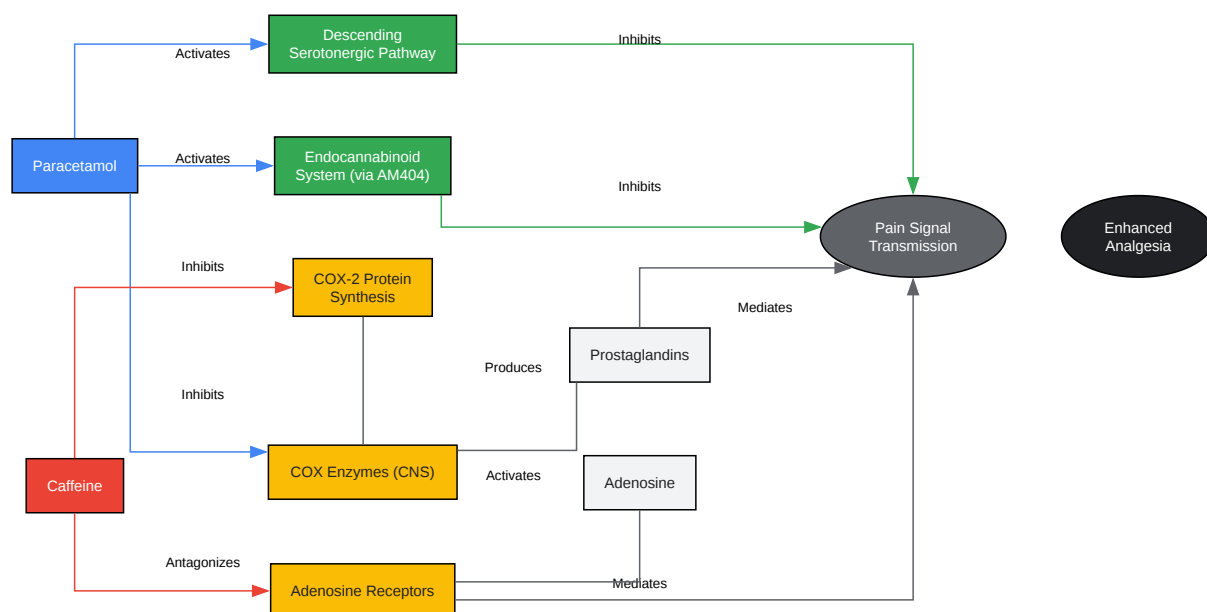 Descending
Serotonergic Pathway
Inhibits
Activates
Paracetamol
Activates
Endocannabinoid
System (via AM404)
Inhibits
Pain Signal
Transmission
Enhanced
Analgesia
Inhibits
COX-2 Protein
Synthesis
Mediates
Prostaglandins
Produces
Inhibits
COX Enzymes (CNS)
Activates
Adenosine
Caffeine
Antagonizes
Adenosine Receptors
Mediates